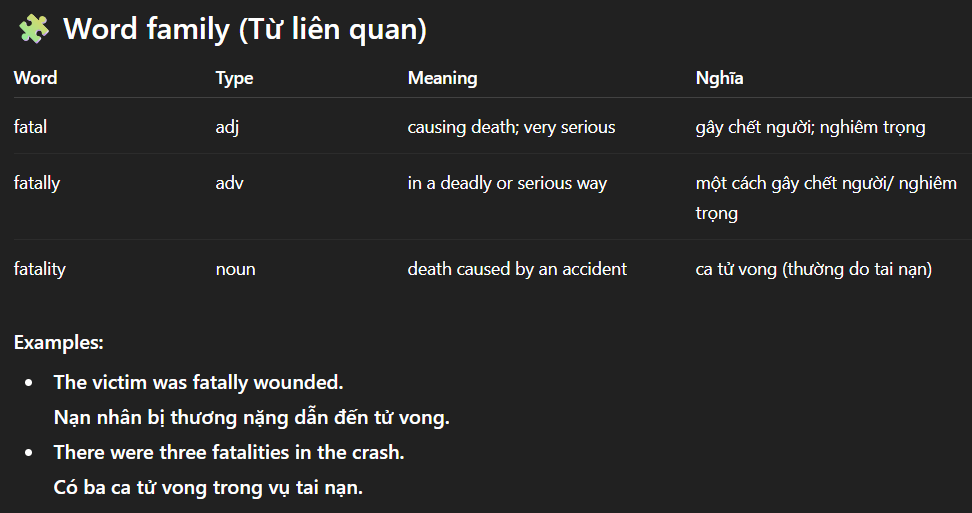 Word family (Từ liên quan)
Word Type Meaning Nghĩa
fatal adj causing death; very serious gây chết người; nghiêm trọng
fatally adv in a deadly or serious way một cách gây chết người/ nghiêm
trọng
fatality noun death caused by an accident ca tử vong (thường do tai nạn)
Examples:
• The victim was fatally wounded.
Nạn nhân bị thương nặng dẫn đến tử vong.
• There were three fatalities in the crash.
Có ba ca tử vong trong vụ tai nạn.